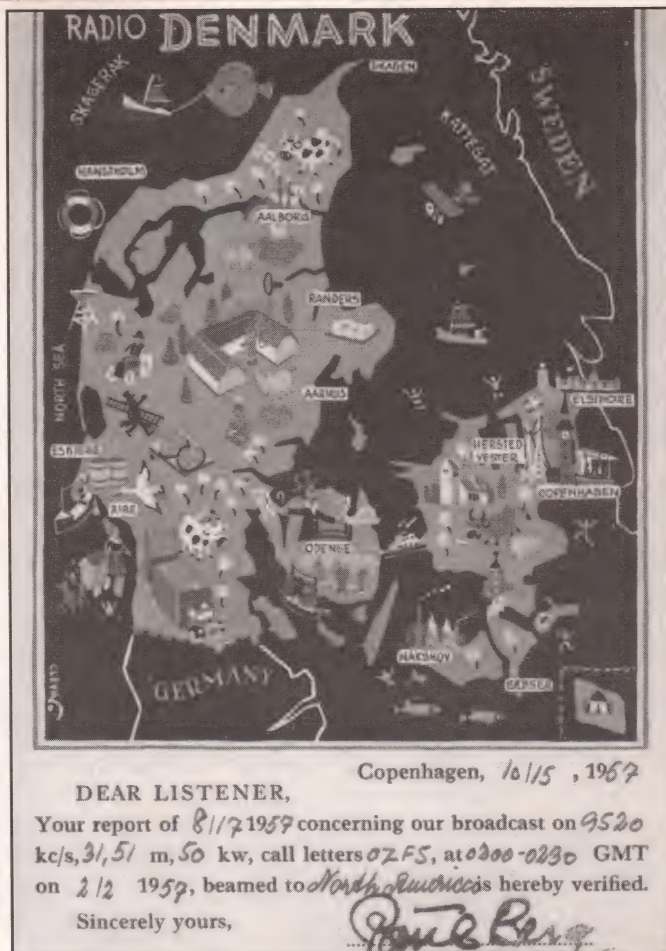 RADIO DENMARK
SKAGEN
SKAGERAK
SWEDEN
KATTEGAT
HANSTHOLM
AALBORG
RANDERS
NORTH SEA
AARHUS
ELSINORE
HERSTED
VESTER
ESBJERG
COPENHAGEN
RIBE
ODENSE
NAKSKOV
GEDSER
GERMANY
Copenhagen, 10/15, 1957
DEAR LISTENER,
Your report of 8/17 1957 concerning our broadcast on 9520
kc/s, 31,51 m, 50 kw, call letters OZF5, at 0200-0230 GMT
on 2/2 1957, beamed to North America is hereby verified.
Sincerely yours,